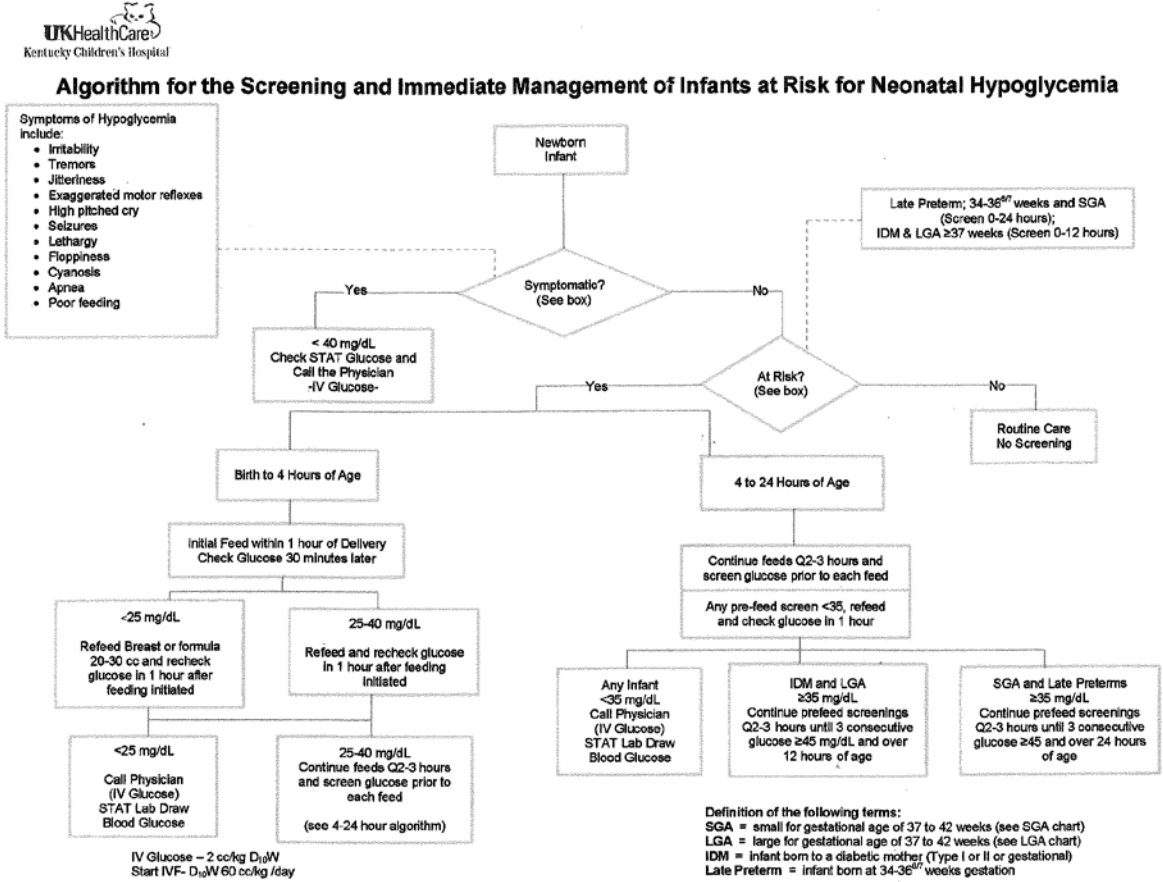 UKHealthCare
Kentucky Children's Hospital
Algorithm for the Screening and Immediate Management of Infants at Risk for Neonatal Hypoglycemia
Symptoms of Hypoglycemia
include:
• Irritability
• Tremors
• Jitteriness
• Exaggerated motor reflexes
• High pitched cry
• Seizures
• Lethargy
• Floppiness
• Cyanosis
• Apnea
• Poor feeding
Newborn
Infant
Late Preterm; 34-36⁶/⁷ weeks and SGA
(Screen 0-24 hours);
IDM & LGA ≥37 weeks (Screen 0-12 hours)
Symptomatic?
(See box)
Yes
No
< 40 mg/dL
Check STAT Glucose and
Call the Physician
-IV Glucose-
At Risk?
(See box)
Yes
No
Routine Care
No Screening
Birth to 4 Hours of Age
4 to 24 Hours of Age
Initial Feed within 1 hour of Delivery
Check Glucose 30 minutes later
Continue feeds Q2-3 hours and
screen glucose prior to each feed
Any pre-feed screen <35, refeed
and check glucose in 1 hour
<25 mg/dL
Refeed Breast or formula
20-30 cc and recheck
glucose in 1 hour after
feeding initiated
25-40 mg/dL
Refeed and recheck glucose
in 1 hour after feeding
initiated
<25 mg/dL
Call Physician
(IV Glucose)
STAT Lab Draw
Blood Glucose
25-40 mg/dL
Continue feeds Q2-3 hours
and screen glucose prior to
each feed
(see 4-24 hour algorithm)
Any Infant
<35 mg/dL
Call Physician
(IV Glucose)
STAT Lab Draw
Blood Glucose
IDM and LGA
≥35 mg/dL
Continue prefeed screenings
Q2-3 hours until 3 consecutive
glucose ≥45 mg/dL and over
12 hours of age
SGA and Late Preterms
≥35 mg/dL
Continue prefeed screenings
Q2-3 hours until 3 consecutive
glucose ≥45 and over 24 hours
of age
IV Glucose – 2 cc/kg D₁₀W
Start IVF- D₁₀W 60 cc/kg /day
Definition of the following terms:
SGA = small for gestational age of 37 to 42 weeks (see SGA chart)
LGA = large for gestational age of 37 to 42 weeks (see LGA chart)
IDM = infant born to a diabetic mother (Type I or II or gestational)
Late Preterm = infant born at 34-36⁶/⁷ weeks gestation